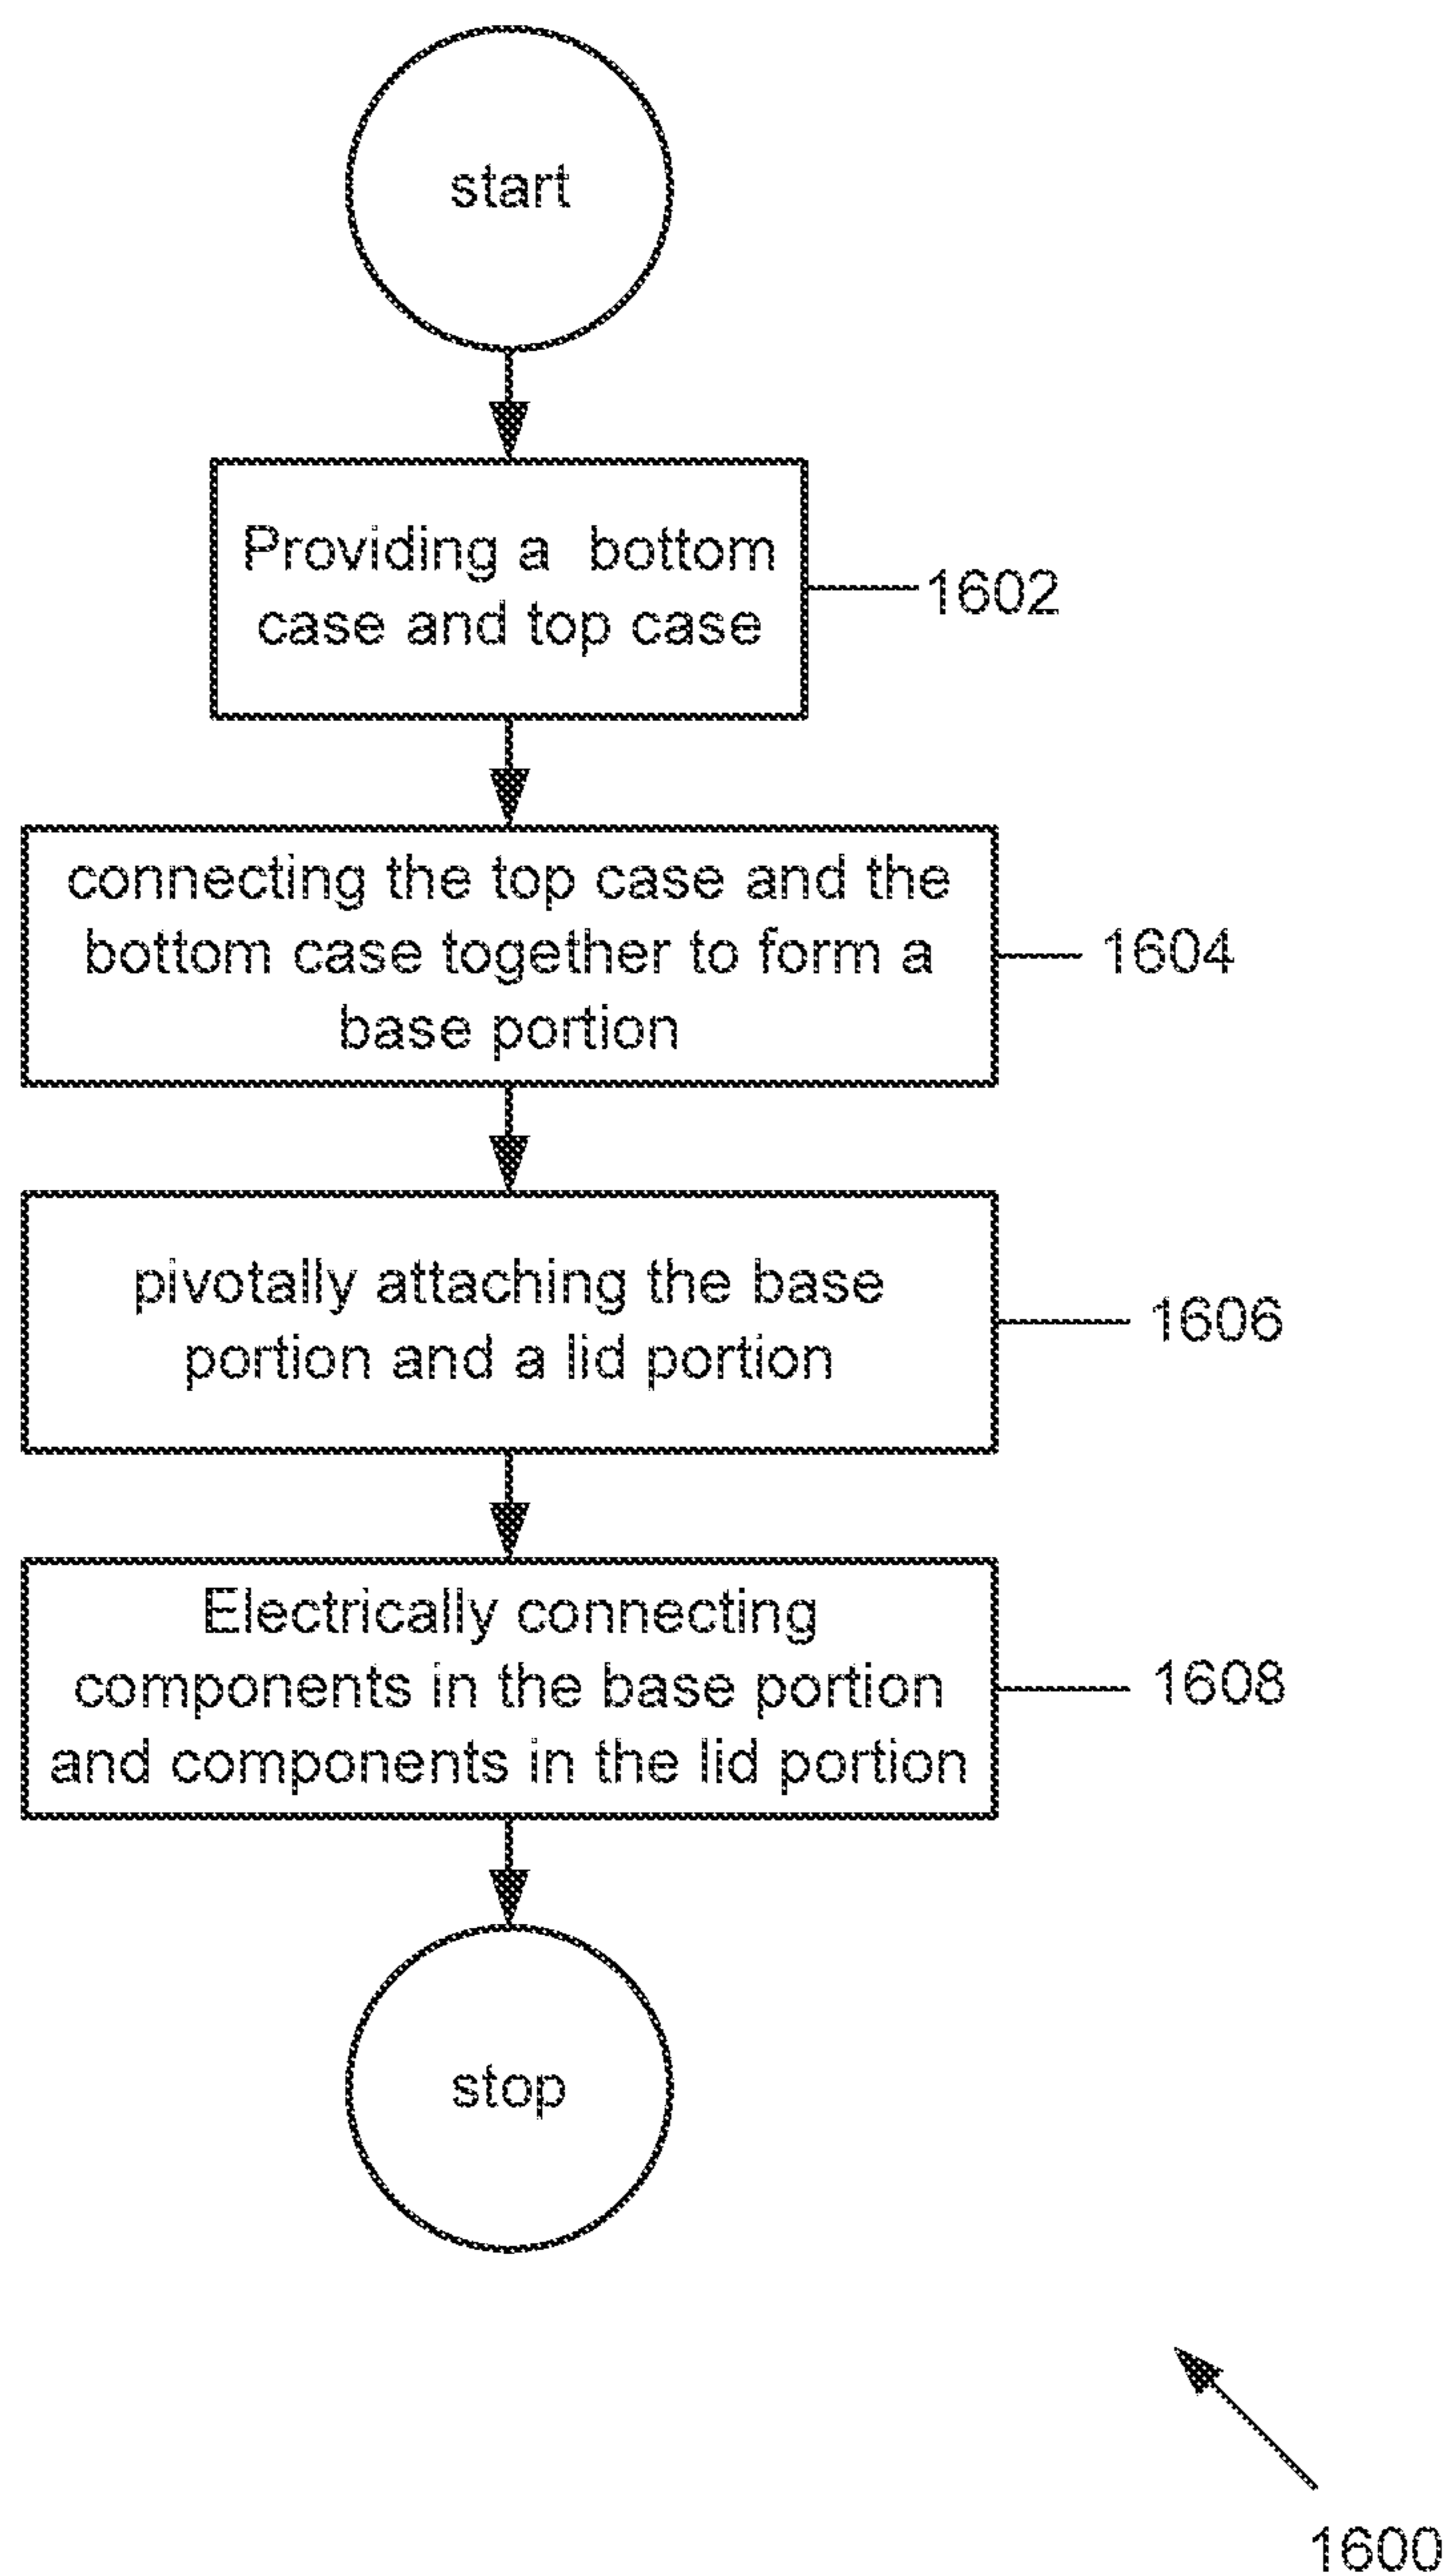 start
Providing a bottom
case and top case
1602
connecting the top case and the
bottom case together to form a
base portion
1604
pivotally attaching the base
portion and a lid portion
1606
Electrically connecting
components in the base portion
and components in the lid portion
1608
stop
1600